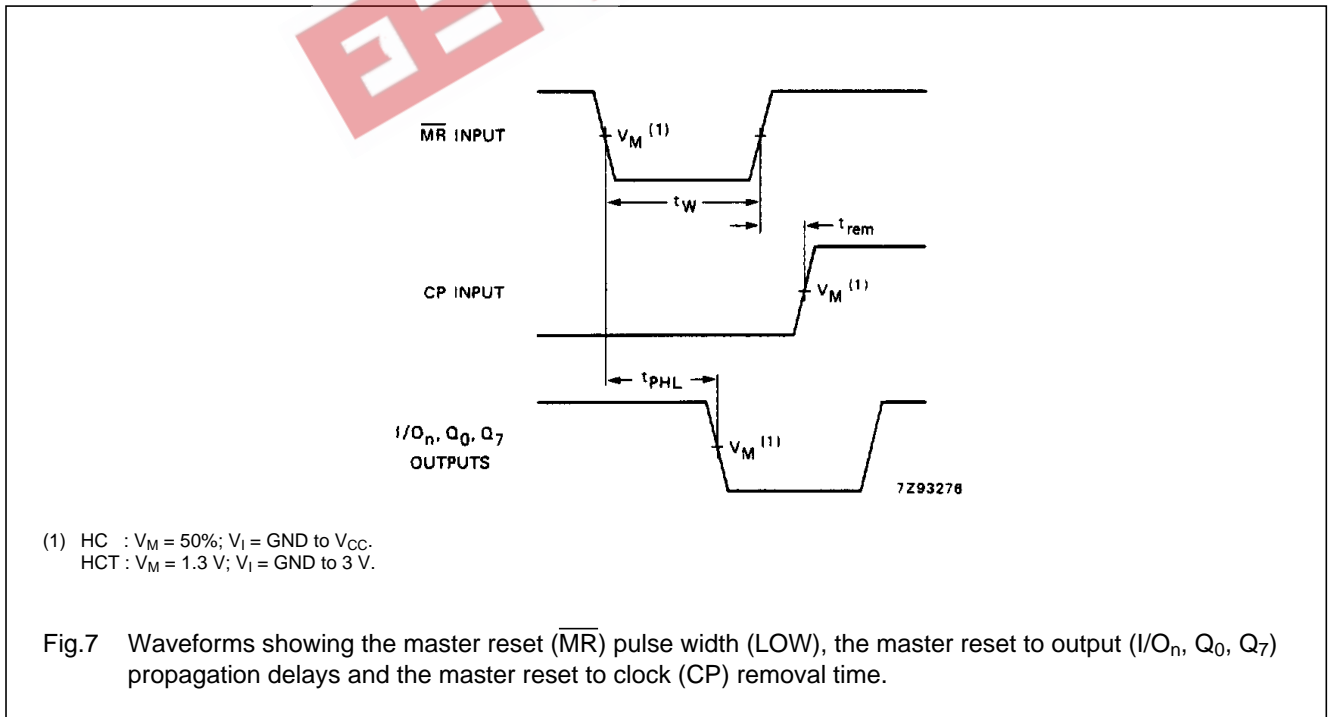 M̅R̅ INPUT
V_M (1)
t_W
t_rem
CP INPUT
V_M (1)
t_PHL
I/O_n, Q_0, Q_7
OUTPUTS
V_M (1)
7Z93276
(1) HC : V_M = 50%; V_I = GND to V_CC.
HCT : V_M = 1.3 V; V_I = GND to 3 V.
Fig.7 Waveforms showing the master reset (M̅R̅) pulse width (LOW), the master reset to output (I/O_n, Q_0, Q_7)
propagation delays and the master reset to clock (CP) removal time.